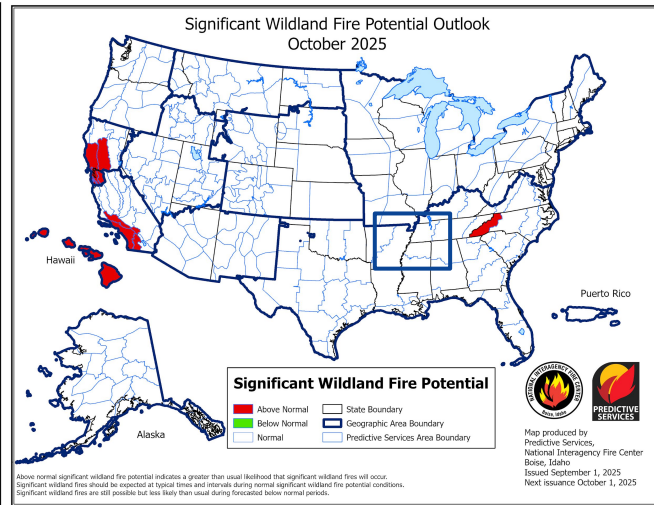 Significant Wildland Fire Potential Outlook
October 2025
Hawaii
Puerto Rico
Alaska
Significant Wildland Fire Potential
Above Normal
Below Normal
Normal
State Boundary
Geographic Area Boundary
Predictive Services Area Boundary
NATIONAL INTERAGENCY FIRE CENTER
Boise, Idaho
PREDICTIVE
SERVICES
Map produced by
Predictive Services,
National Interagency Fire Center
Boise, Idaho
Issued September 1, 2025
Next issuance October 1, 2025
Above normal significant wildland fire potential indicates a greater than usual likelihood that significant wildland fires will occur.
Significant wildland fires should be expected at typical times and intervals during normal significant wildland fire potential conditions.
Significant wildland fires are still possible but less likely than usual during forecasted below normal periods.